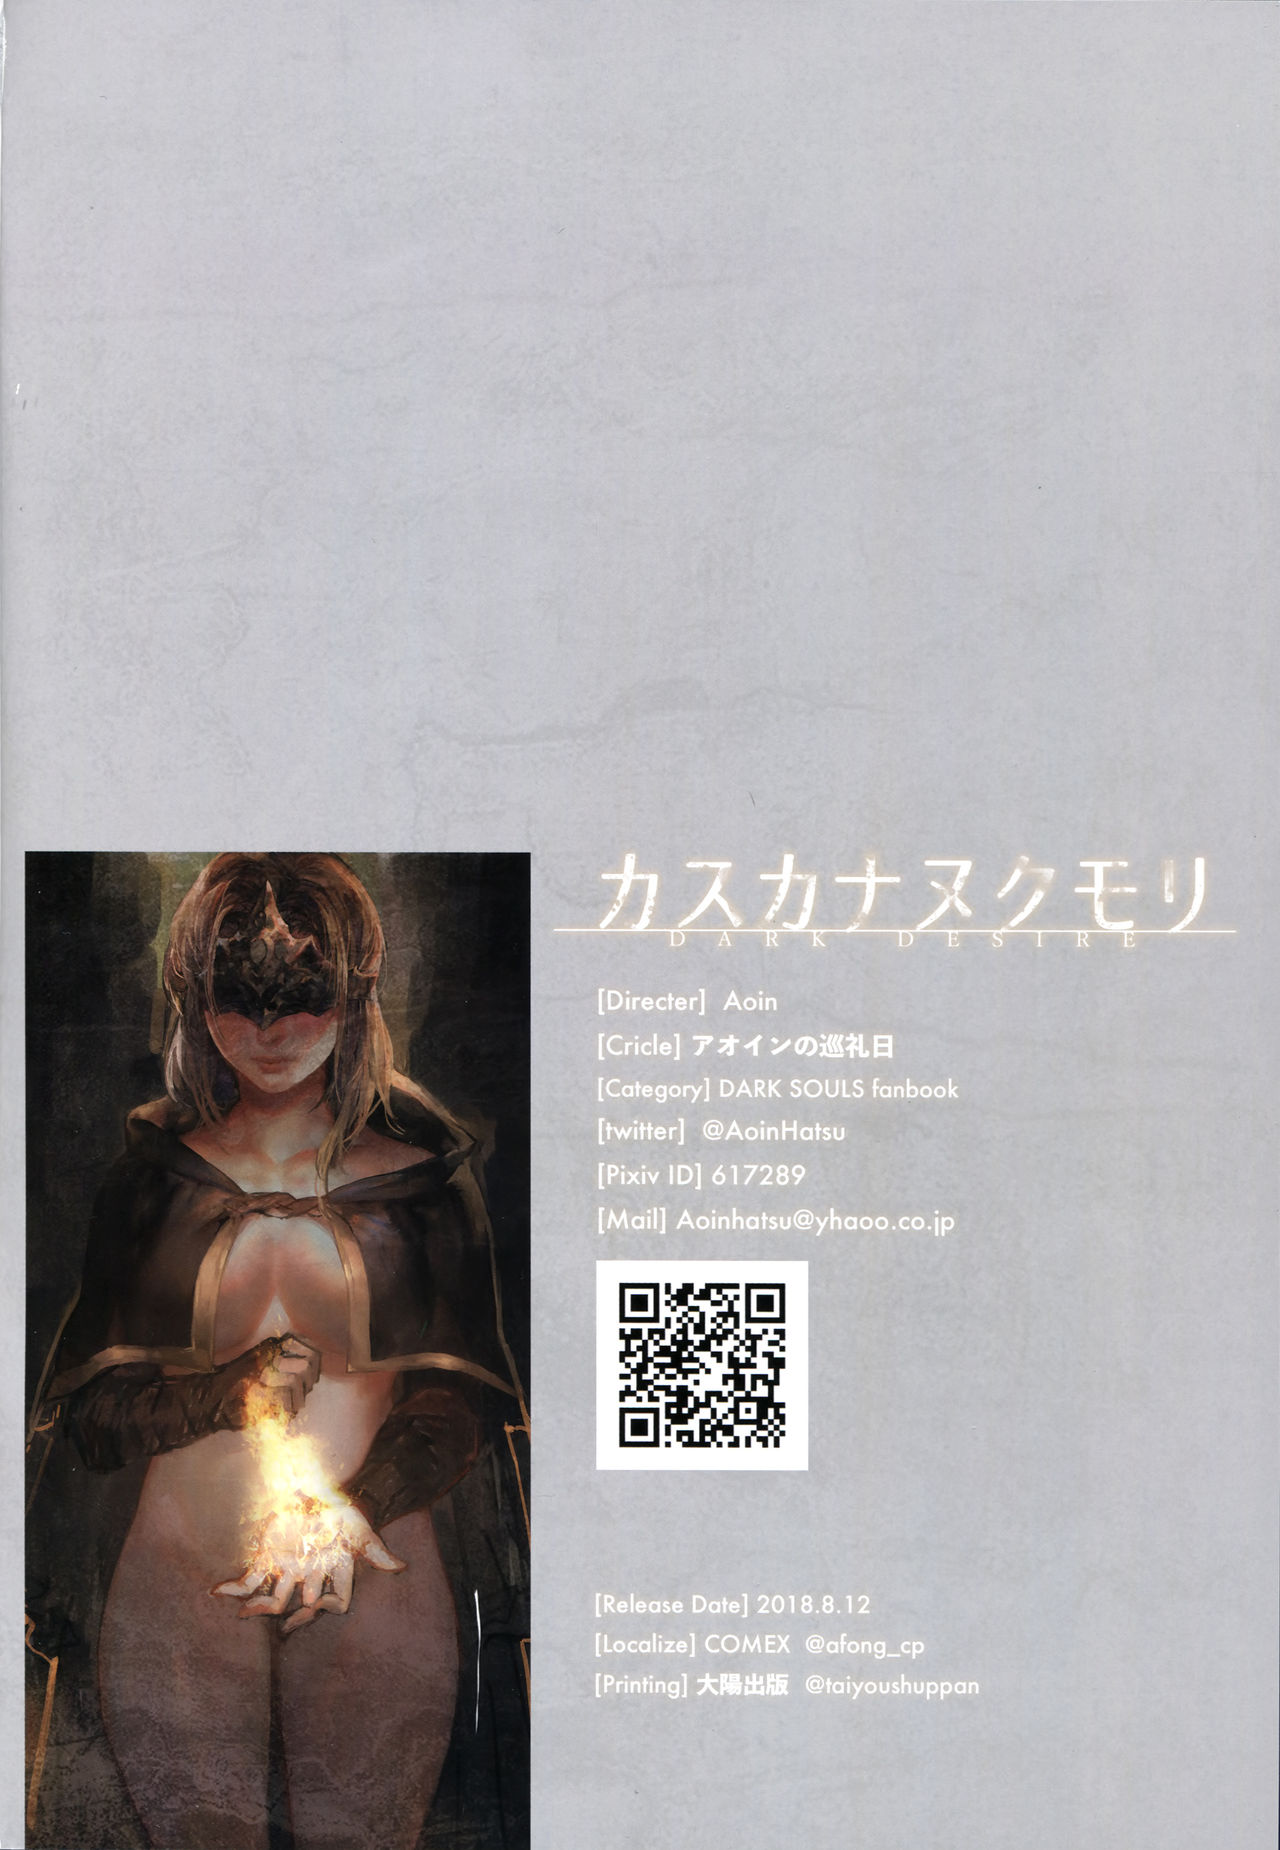 カスカナヌクモリ
DARK DESIRE
[Directer] Aoin
[Cricle] アオインの巡礼日
[Category] DARK SOULS fanbook
[twitter] @AoinHatsu
[Pixiv ID] 617289
[Mail] Aoinhatsu@yhaoo.co.jp
[Release Date] 2018.8.12
[Localize] COMEX @afong_cp
[Printing] 大陽出版 @taiyoushuppan